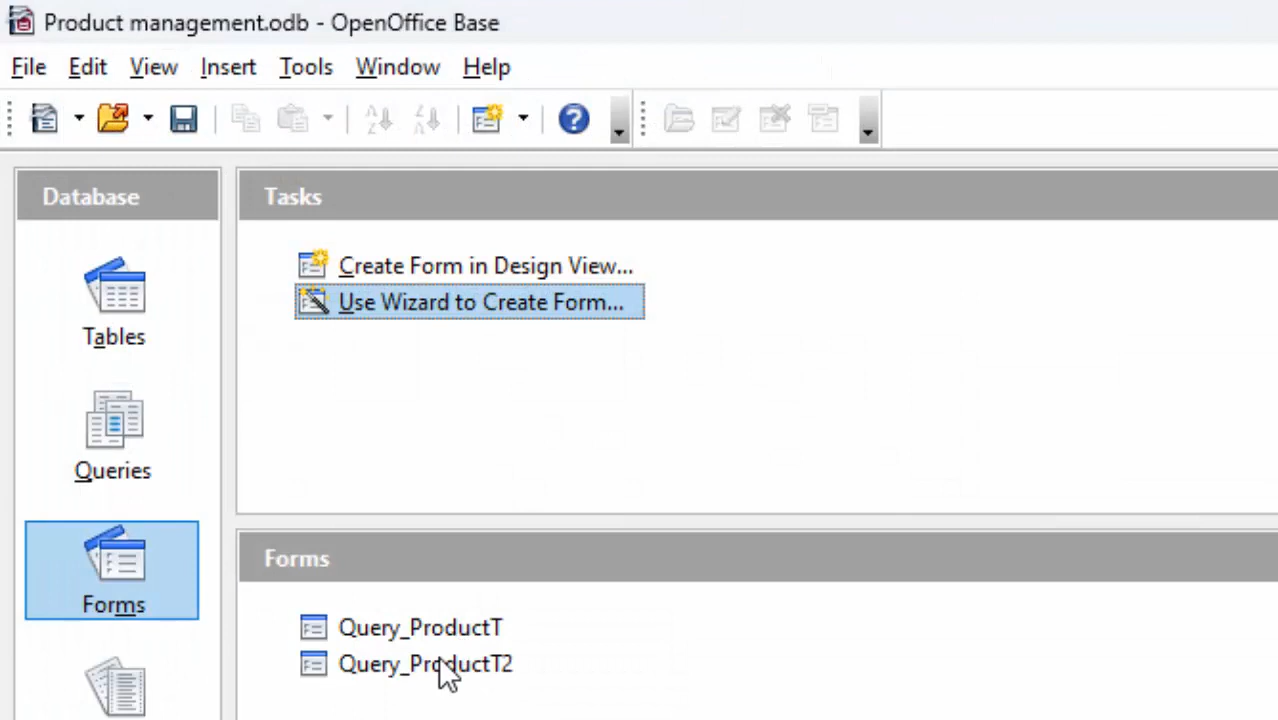 Product management.odb - OpenOffice Base
File Edit View Insert Tools Window Help
Database
Tables
Queries
Forms
Tasks
Create Form in Design View...
Use Wizard to Create Form...
Forms
Query_ProductT
Query_ProductT2